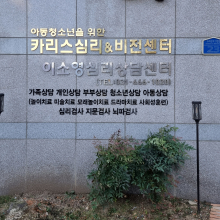 아동청소년을 위한
카리스심리&비전센터
이소영심리상담센터
가족상담 개인상담 부부상담 청소년상담 아동상담
(놀이치료 미술치료 모래놀이치료 드라마치료 사회성훈련)
심리검사 지문검사 뇌파검사